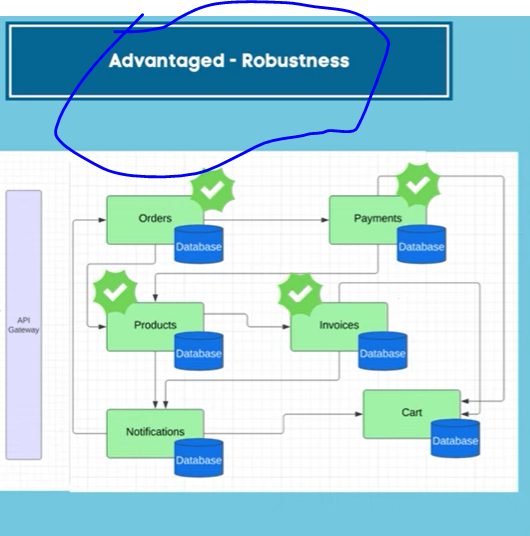 Advantaged - Robustness
Orders
Database
Payments
Database
API
Gateway
Products
Database
Invoices
Database
Notifications
Database
Cart
Database